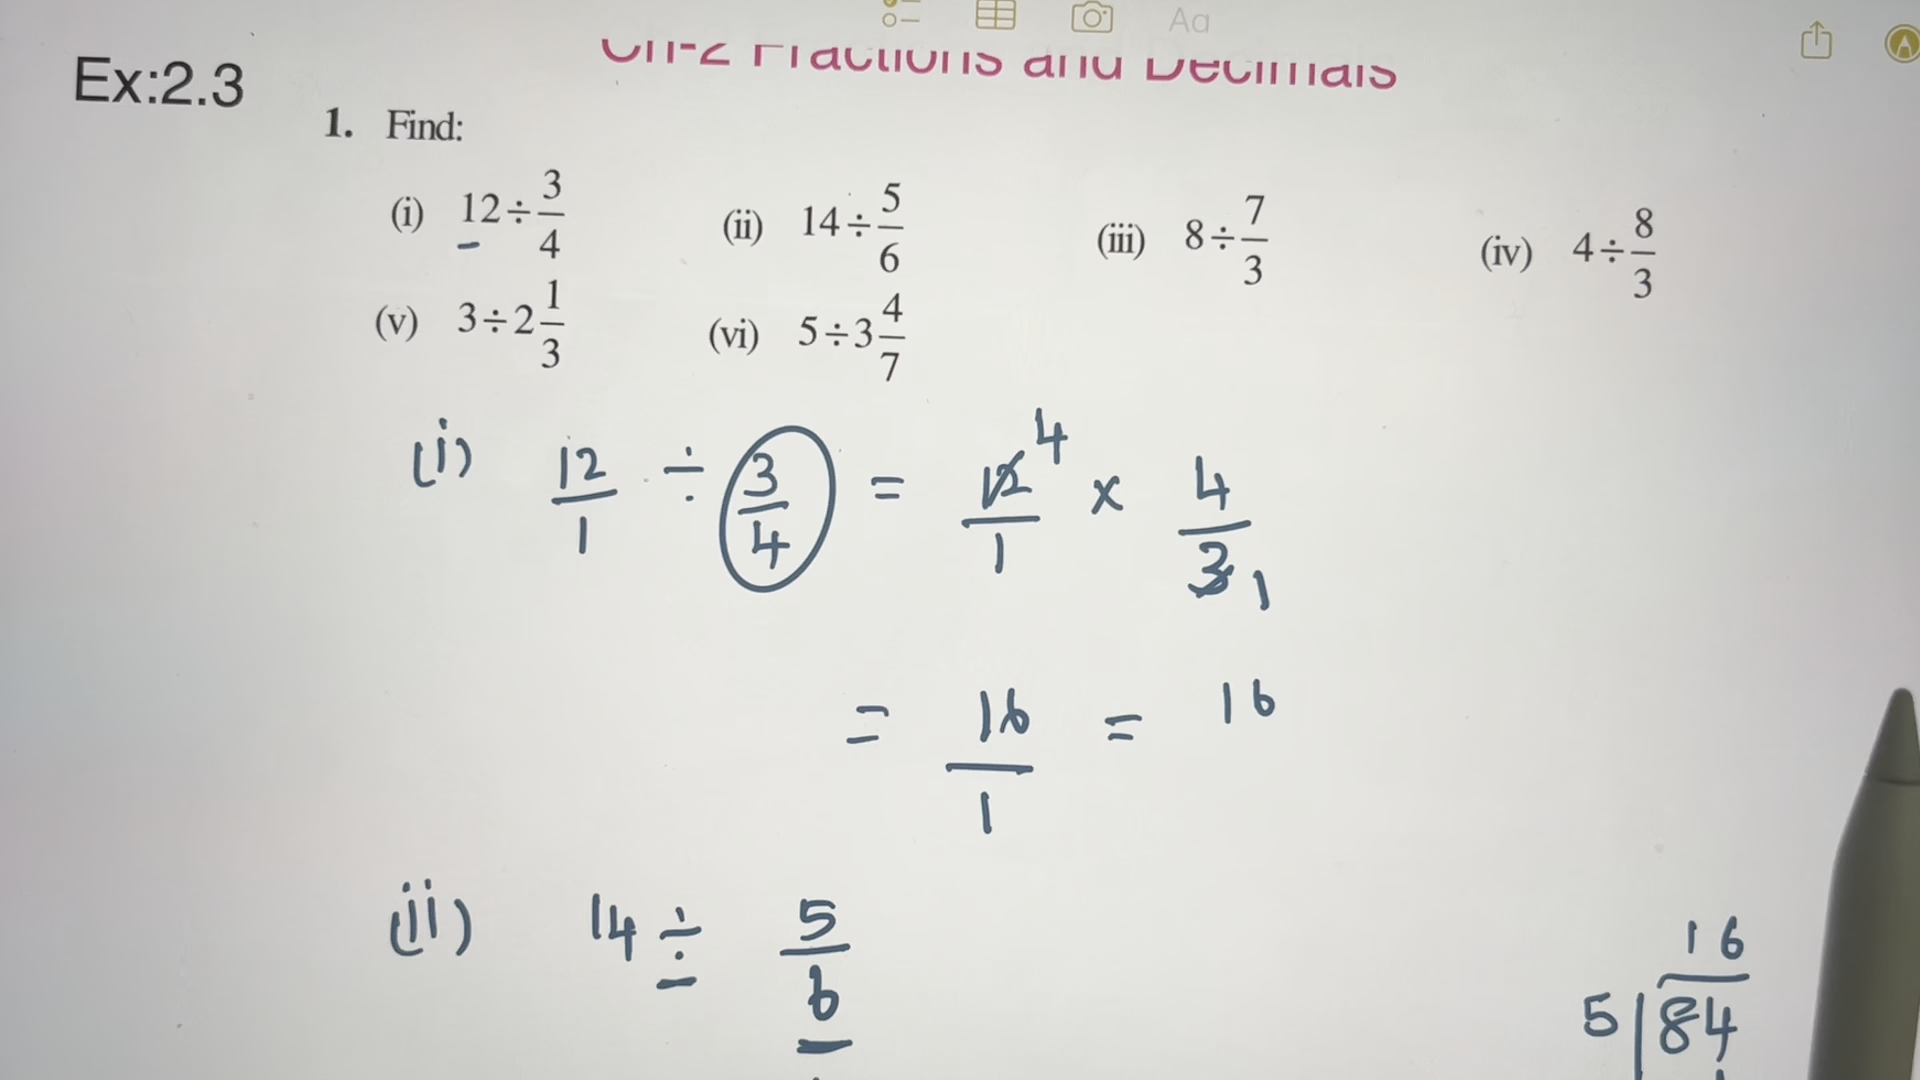 Aa
Ch-2 Fractions and Decimals
Ex:2.3
1. Find:
(i) 12÷3/4 (ii) 14÷5/6 (iii) 8÷7/3 (iv) 4÷8/3
(v) 3÷2 1/3 (vi) 5÷3 4/7
(i) 12/1 ÷ 3/4 = 12/1 4 × 4/3 1
= 16/1 = 16
(ii) 14 ÷ 5/6
16
5 84